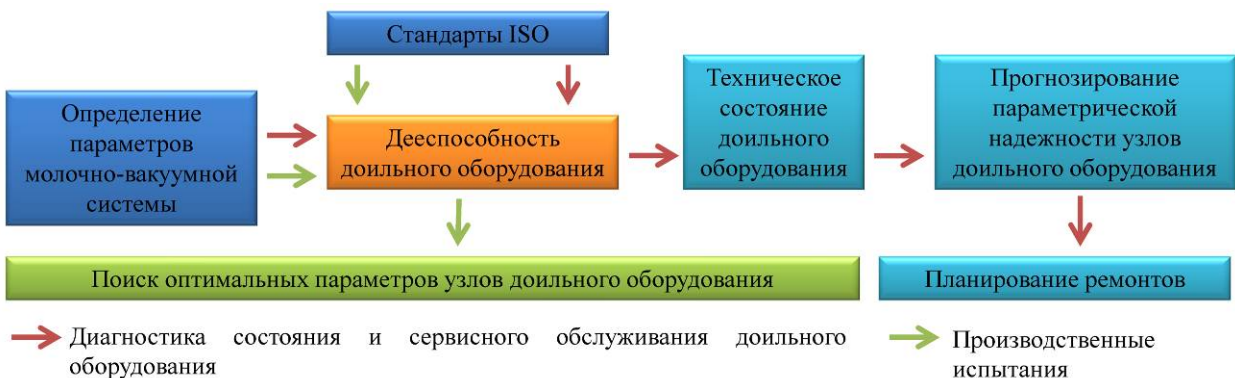 Стандарты ISO
Определение
параметров
молочно-вакуумной
системы
Дееспособность
доильного оборудования
Техническое
состояние
доильного
оборудования
Прогнозирование
параметрической
надежности узлов
доильного оборудования
Поиск оптимальных параметров узлов доильного оборудования
Планирование ремонтов
Диагностика состояния и сервисного обслуживания доильного
оборудования
Производственные
испытания